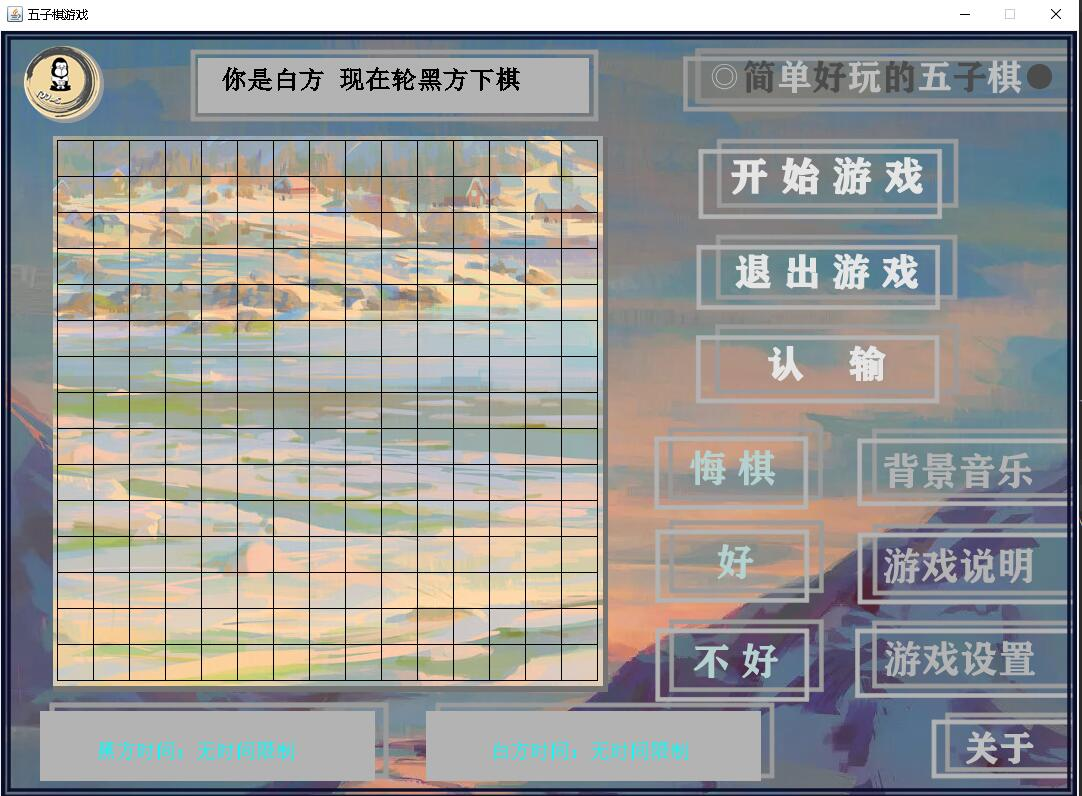 五子棋游戏
你是白方 现在轮黑方下棋
◎简单好玩的五子棋●
开始游戏
退出游戏
认 输
悔棋
背景音乐
好
游戏说明
不好
游戏设置
黑方时间：无时间限制
白方时间：无时间限制
关于